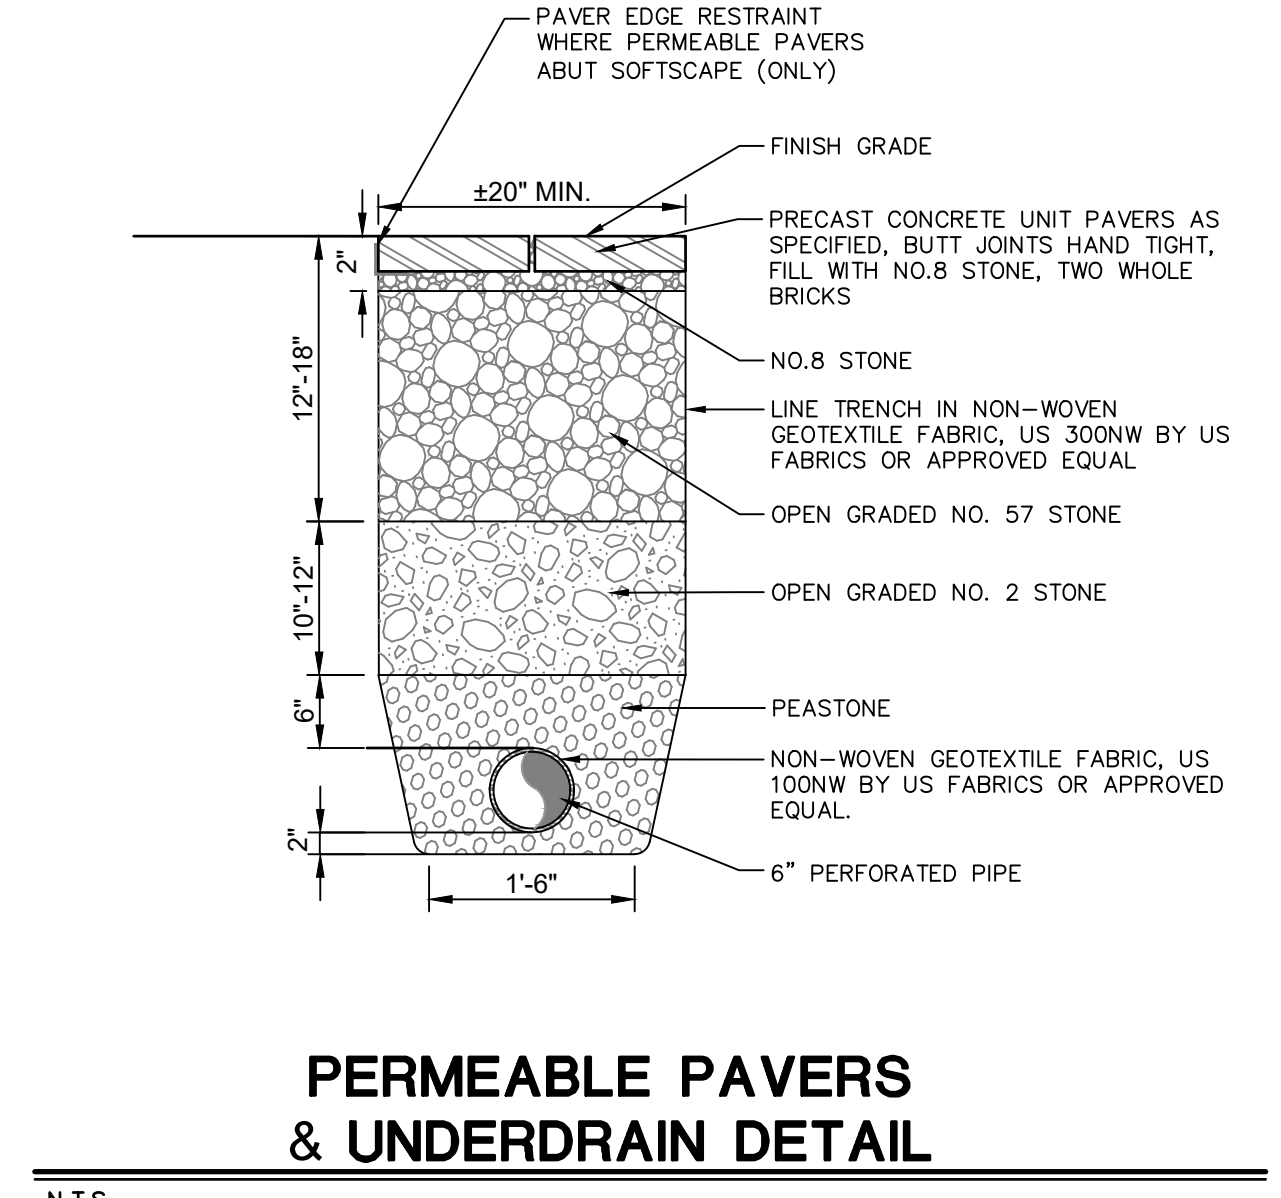 PAVER EDGE RESTRAINT
WHERE PERMEABLE PAVERS
ABUT SOFTSCAPE (ONLY)
FINISH GRADE
±20" MIN.
PRECAST CONCRETE UNIT PAVERS AS
SPECIFIED, BUTT JOINTS HAND TIGHT,
FILL WITH NO.8 STONE, TWO WHOLE
BRICKS
2"
NO.8 STONE
12"-18"
LINE TRENCH IN NON-WOVEN
GEOTEXTILE FABRIC, US 300NW BY US
FABRICS OR APPROVED EQUAL
OPEN GRADED NO. 57 STONE
10"-12"
OPEN GRADED NO. 2 STONE
6"
PEASTONE
NON-WOVEN GEOTEXTILE FABRIC, US
100NW BY US FABRICS OR APPROVED
EQUAL.
2"
6" PERFORATED PIPE
1'-6"
PERMEABLE PAVERS
& UNDERDRAIN DETAIL
N.T.S.